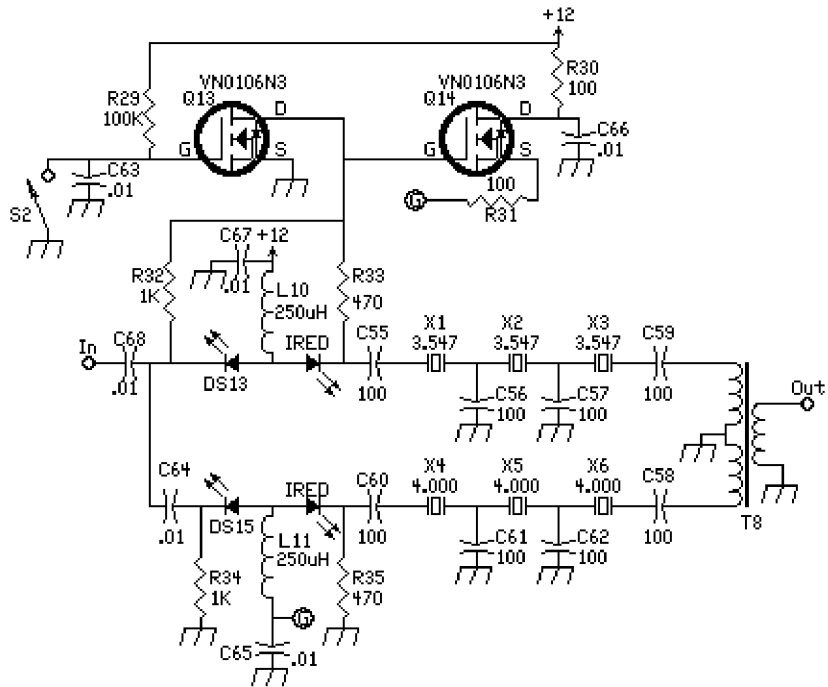 +12
VN0106N3
VN0106N3
R30
100
R29
100K
Q13
Q14
D
D
C66
.01
G
S
G
S
C63
.01
100
G
R31
S2
C67
+12
.01
R32
1K
L10
250uH
R33
470
In
C68
.01
DS13
IRED
C55
100
X1
3.547
X2
3.547
X3
3.547
C59
100
C56
100
C57
100
Out
C64
.01
DS15
IRED
C60
100
X4
4.000
X5
4.000
X6
4.000
C58
100
T8
L11
250uH
C61
100
C62
100
R34
1K
R35
470
G
C65
.01